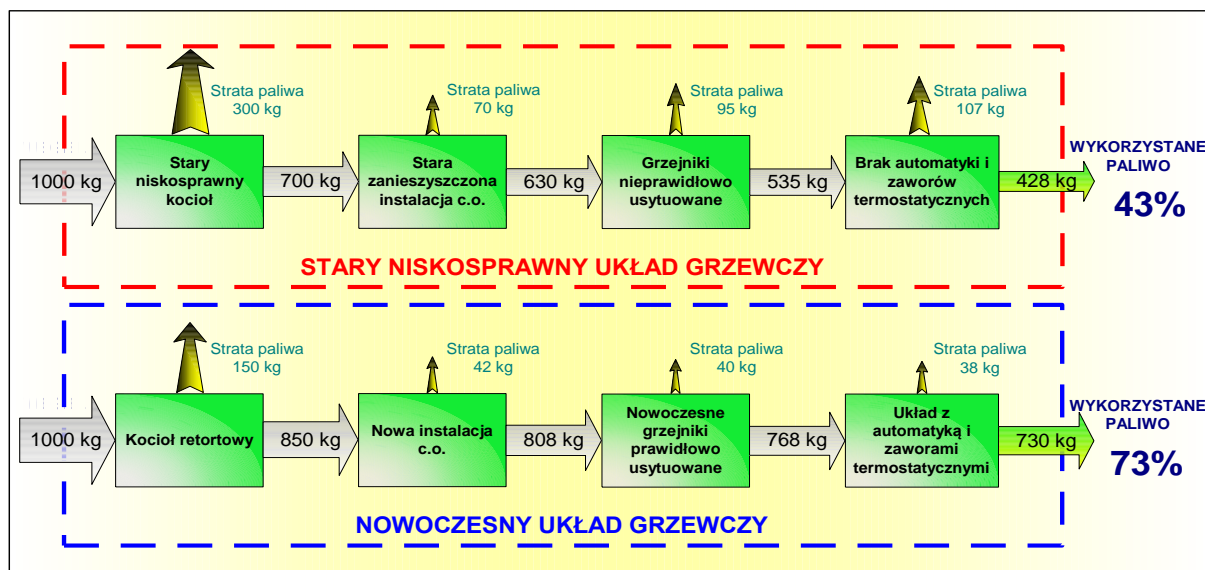 Strata paliwa
300 kg
Strata paliwa
70 kg
Strata paliwa
95 kg
Strata paliwa
107 kg
1000 kg
Stary
niskosprawny
kocioł
700 kg
Stara
zanieszyszczona
instalacja c.o.
630 kg
Grzejniki
nieprawidłowo
usytuowane
535 kg
Brak automatyki i
zaworów
termostatycznych
428 kg
WYKORZYSTANE
PALIWO
43%
STARY NISKOSPRAWNY UKŁAD GRZEWCZY
Strata paliwa
150 kg
Strata paliwa
42 kg
Strata paliwa
40 kg
Strata paliwa
38 kg
1000 kg
Kocioł retortowy
850 kg
Nowa instalacja
c.o.
808 kg
Nowoczesne
grzejniki
prawidłowo
usytuowane
768 kg
Układ z
automatyką i
zaworami
termostatycznymi
730 kg
WYKORZYSTANE
PALIWO
73%
NOWOCZESNY UKŁAD GRZEWCZY